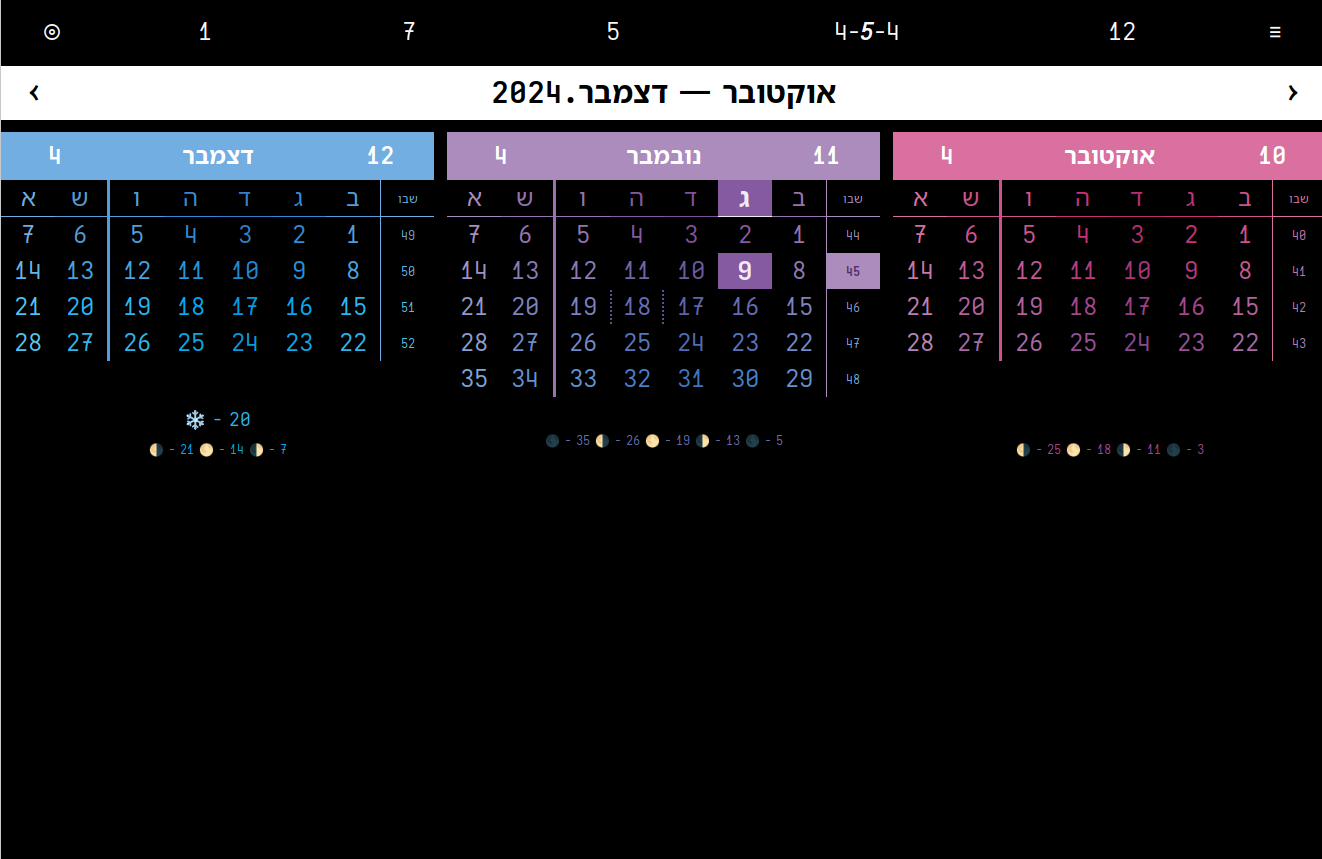 ◎ 1 7 5 4-5-4 12 ≡
‹ אוקטובר — דצמבר.2024 ›
10 אוקטובר 4
שבו ב ג ד ה ו ש א
40 1 2 3 4 5 6 7
41 8 9 10 11 12 13 14
42 15 16 17 18 19 20 21
43 22 23 24 25 26 27 28
🌑 - 3 🌓 - 11 🌕 - 18 🌗 - 25
11 נובמבר 4
שבו ב ג ד ה ו ש א
44 1 2 3 4 5 6 7
45 8 9 10 11 12 13 14
46 15 16 17 18 19 20 21
47 22 23 24 25 26 27 28
48 29 30 31 32 33 34 35
🌑 - 5 🌓 - 13 🌕 - 19 🌗 - 26 🌑 - 35
12 דצמבר 4
שבו ב ג ד ה ו ש א
49 1 2 3 4 5 6 7
50 8 9 10 11 12 13 14
51 15 16 17 18 19 20 21
52 22 23 24 25 26 27 28
❄️ - 20
🌓 - 7 🌕 - 14 🌗 - 21